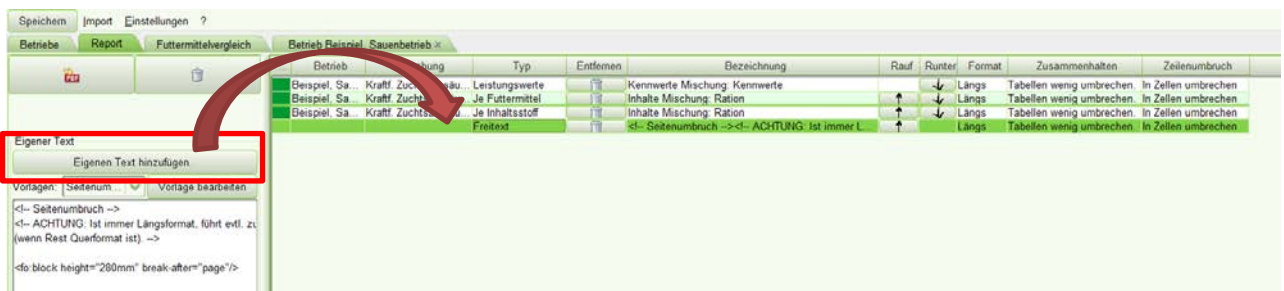 Speichern Import Einstellungen ?
Betriebe Report Futtermittelvergleich Betrieb Beispiel, Sauenbetrieb ×
Betrieb Typ Entfernen Bezeichnung Rauf Runter Format Zusammenhalten Zeilenumbruch
PDF
Beispiel, Sa... Kraftf. Leistungswerte Kennwerte Mischung: Kennwerte Längs Tabellen wenig umbrechen. In Zellen umbrechen
Beispiel, Sa... Kraftf. Je Futtermittel Inhalte Mischung: Ration Längs Tabellen wenig umbrechen. In Zellen umbrechen
Beispiel, Sa... Kraftf. Je Inhaltsstoff Inhalte Mischung: Ration Längs Tabellen wenig umbrechen. In Zellen umbrechen
Freitext <!-- Seitenumbruch --><!-- ACHTUNG: Ist immer L... Längs Tabellen wenig umbrechen. In Zellen umbrechen
Eigener Text
Eigenen Text hinzufügen
Vorlagen: Seitenum... Vorlage bearbeiten
<!-- Seitenumbruch -->
<!-- ACHTUNG: Ist immer Längsformat, führt evtl. zu
(wenn Rest Querformat ist). -->
<fo:block height="280mm" break-after="page"/>